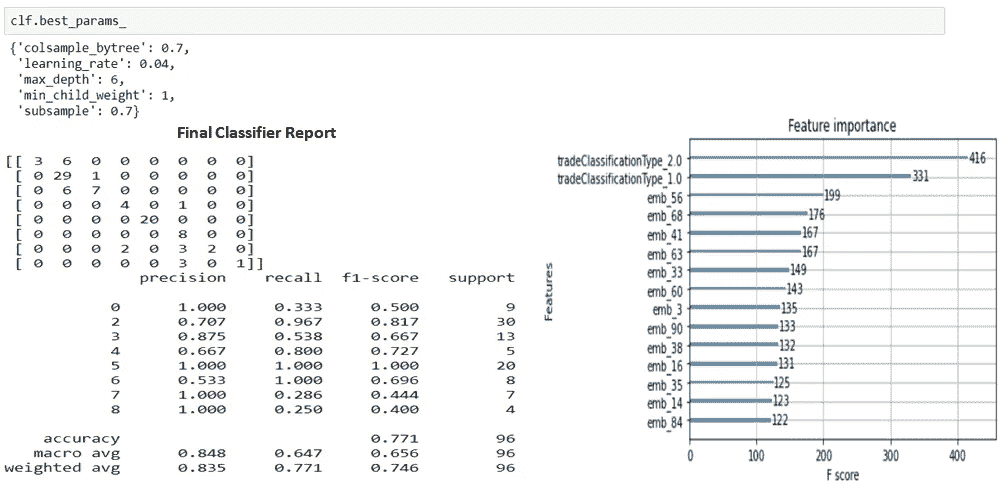 clf.best_params_
{'colsample_bytree': 0.7,
'learning_rate': 0.04,
'max_depth': 6,
'min_child_weight': 1,
'subsample': 0.7}
Final Classifier Report
[[ 3 6 0 0 0 0 0 0]
[ 0 29 1 0 0 0 0 0]
[ 0 6 7 0 0 0 0 0]
[ 0 0 0 4 0 1 0 0]
[ 0 0 0 0 20 0 0 0]
[ 0 0 0 0 0 8 0 0]
[ 0 0 0 2 0 3 2 0]
[ 0 0 0 0 0 3 0 1]]
precision recall f1-score support
0 1.000 0.333 0.500 9
2 0.707 0.967 0.817 30
3 0.875 0.538 0.667 13
4 0.667 0.800 0.727 5
5 1.000 1.000 1.000 20
6 0.533 1.000 0.696 8
7 1.000 0.286 0.444 7
8 1.000 0.250 0.400 4
accuracy 0.771 96
macro avg 0.848 0.647 0.656 96
weighted avg 0.835 0.771 0.746 96
Feature importance
Features
tradeClassificationType_2.0 416
tradeClassificationType_1.0 331
emb_56 199
emb_68 176
emb_41 167
emb_63 167
emb_33 149
emb_60 143
emb_3 135
emb_90 133
emb_38 132
emb_16 131
emb_35 125
emb_14 123
emb_84 122
0 100 200 300 400
F score